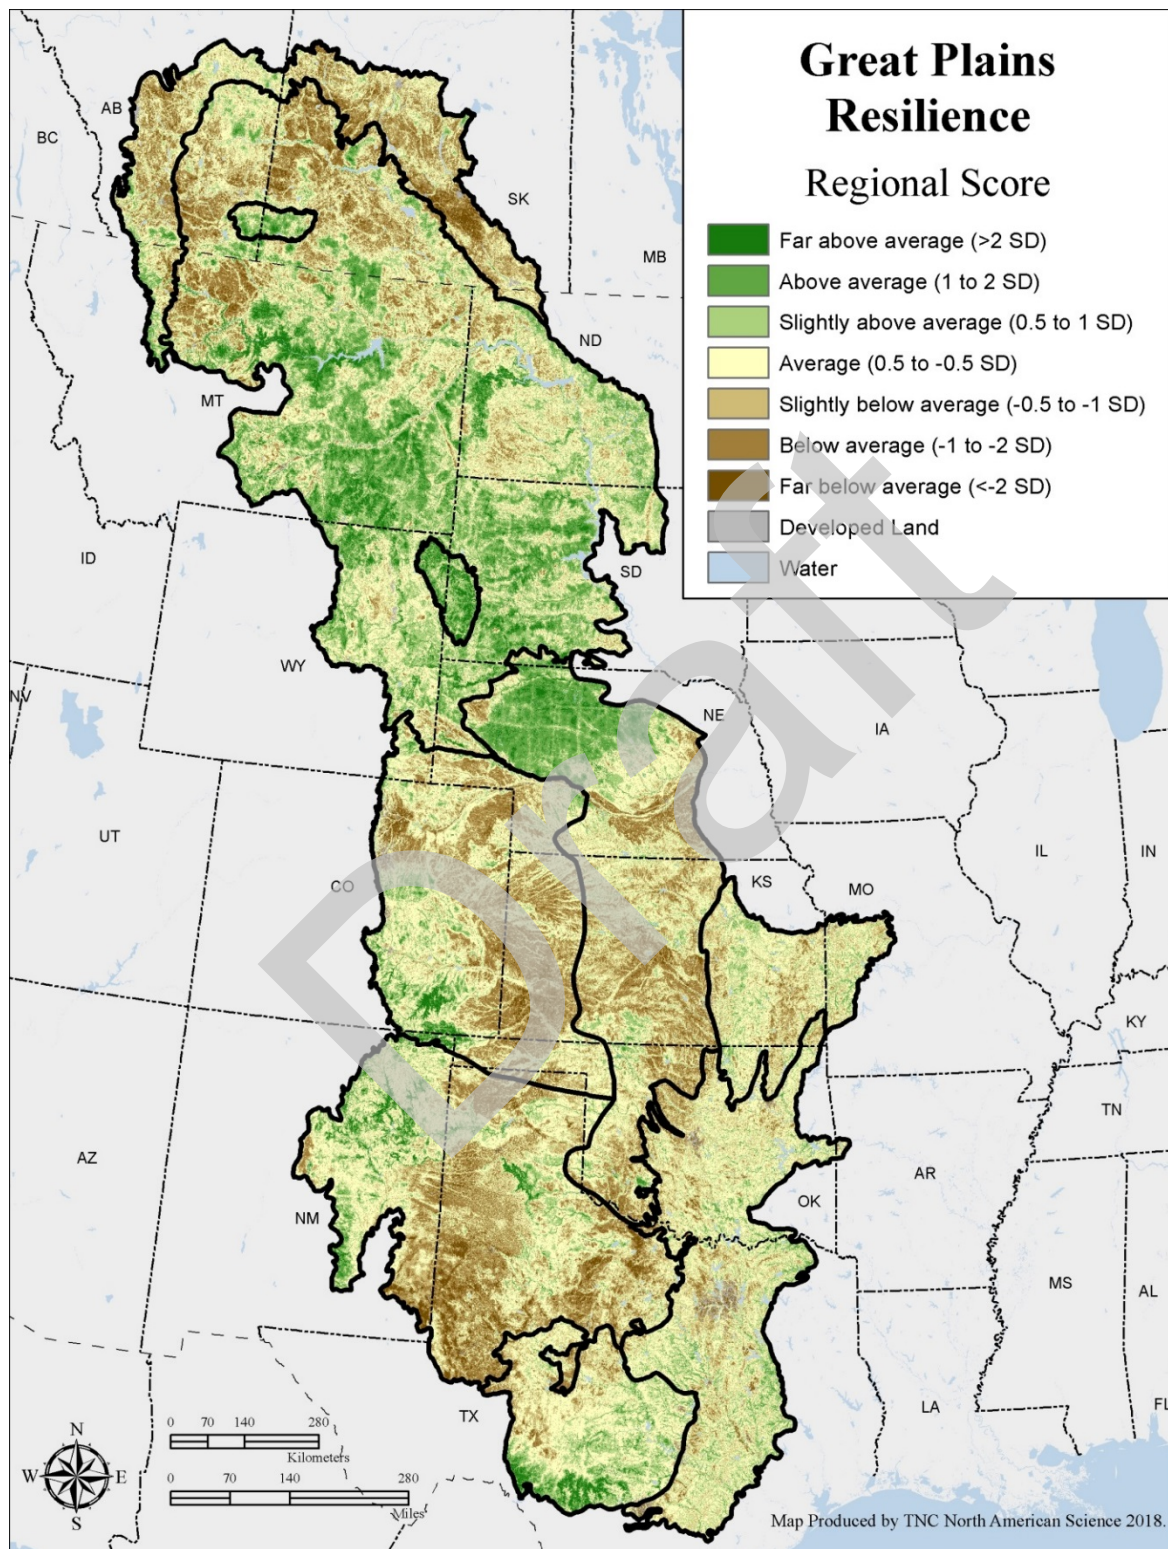 Great Plains
Resilience
Regional Score
Far above average (>2 SD)
Above average (1 to 2 SD)
Slightly above average (0.5 to 1 SD)
Average (0.5 to -0.5 SD)
Slightly below average (-0.5 to -1 SD)
Below average (-1 to -2 SD)
Far below average (<-2 SD)
Developed Land
Water
Draft
AB
BC
SK
MB
ND
MT
ID
SD
WY
NV
NE
IA
UT
IL
IN
CO
KS
MO
KY
TN
AZ
AR
OK
NM
MS
AL
TX
LA
FL
N
W
E
S
0 70 140 280
Kilometers
0 70 140 280
Miles
Map Produced by TNC North American Science 2018.